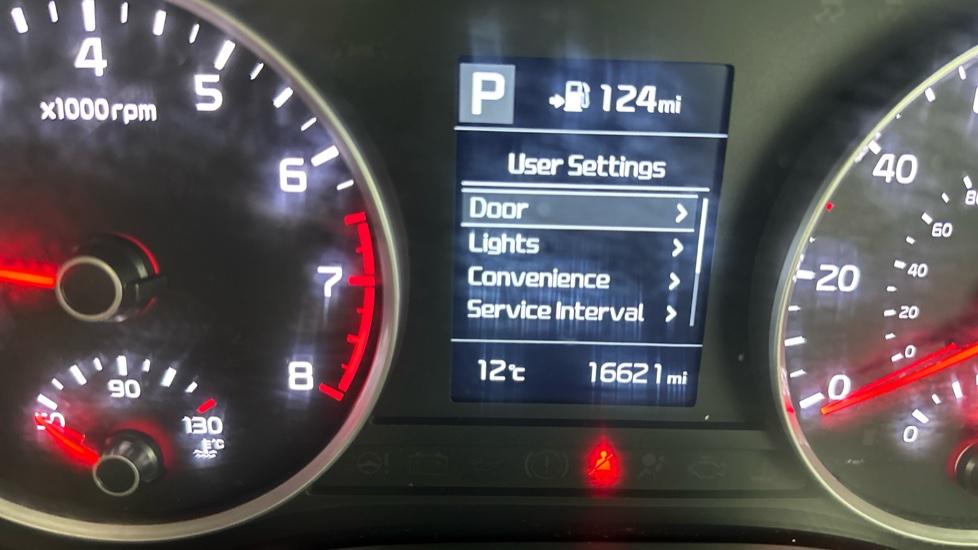 4
5
x1000rpm
6
7
8
90
130
°C
P
124mi
User Settings
Door
Lights
Convenience
Service Interval
12°C
16621mi
40
80
60
20
40
20
0
0
0